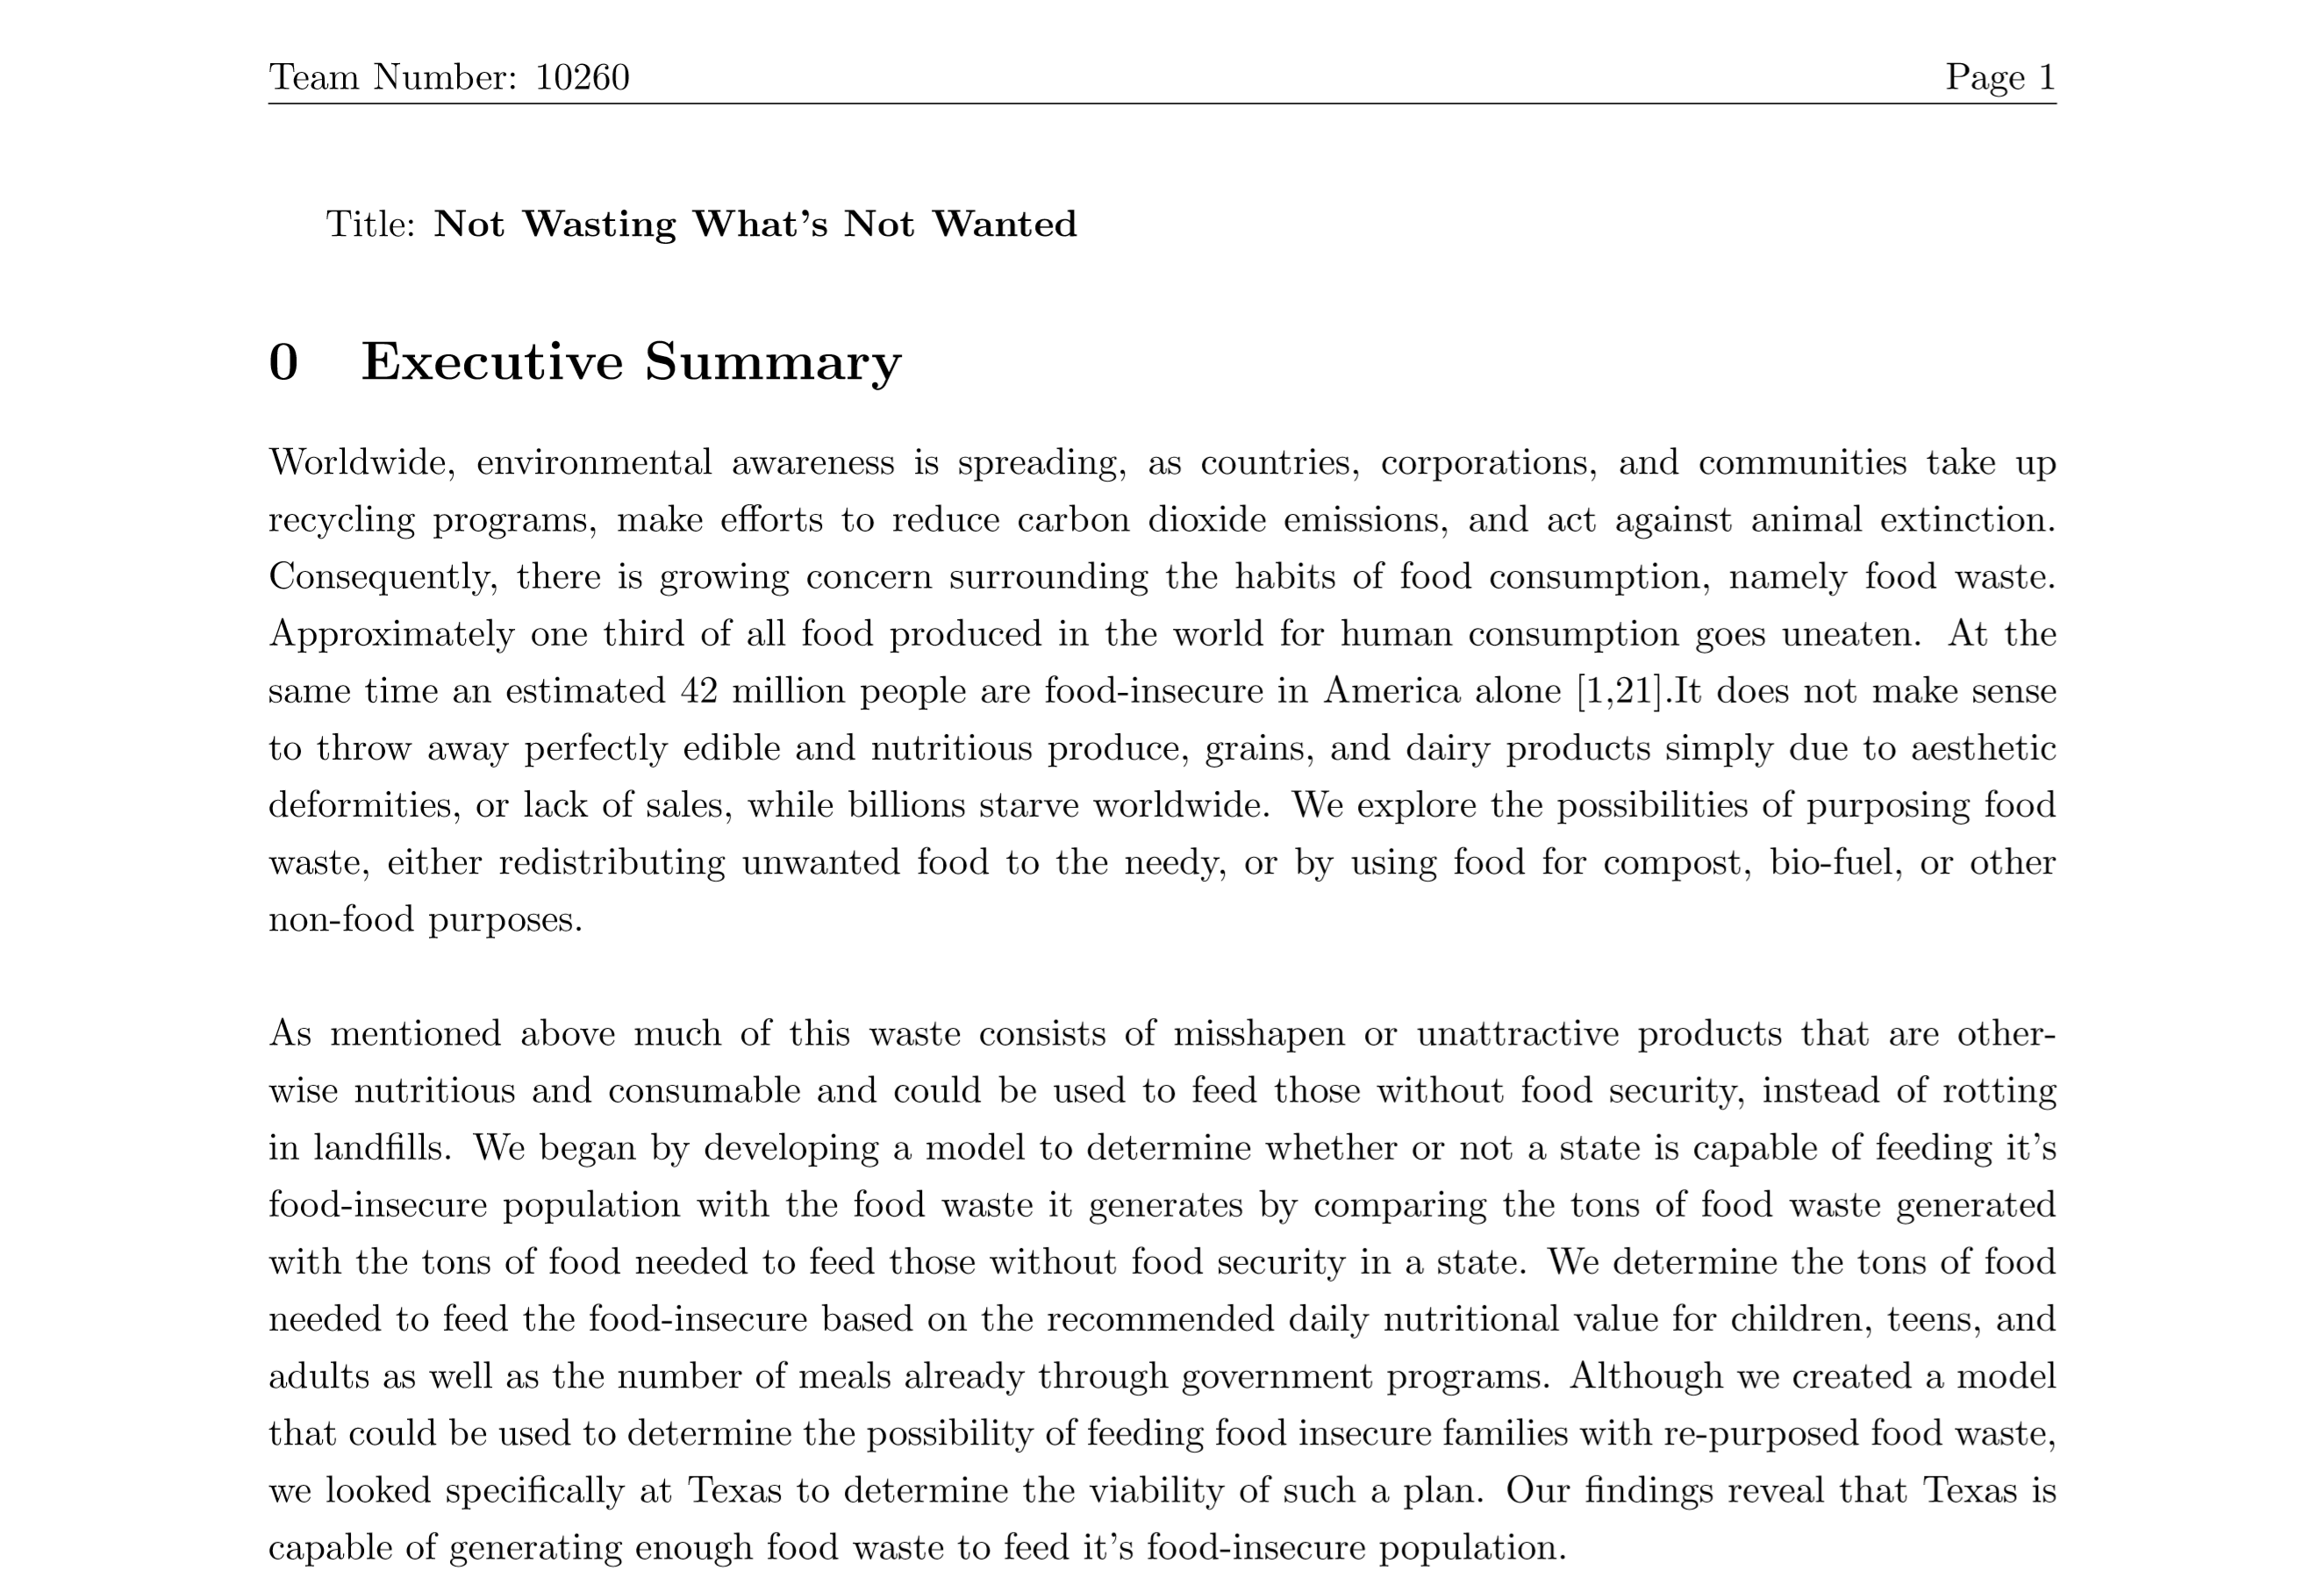 Team Number: 10260 Page 1
Title: Not Wasting What's Not Wanted
0 Executive Summary
Worldwide, environmental awareness is spreading, as countries, corporations, and communities take up
recycling programs, make efforts to reduce carbon dioxide emissions, and act against animal extinction.
Consequently, there is growing concern surrounding the habits of food consumption, namely food waste.
Approximately one third of all food produced in the world for human consumption goes uneaten. At the
same time an estimated 42 million people are food-insecure in America alone [1,21].It does not make sense
to throw away perfectly edible and nutritious produce, grains, and dairy products simply due to aesthetic
deformities, or lack of sales, while billions starve worldwide. We explore the possibilities of purposing food
waste, either redistributing unwanted food to the needy, or by using food for compost, bio-fuel, or other
non-food purposes.
As mentioned above much of this waste consists of misshapen or unattractive products that are other-
wise nutritious and consumable and could be used to feed those without food security, instead of rotting
in landfills. We began by developing a model to determine whether or not a state is capable of feeding it's
food-insecure population with the food waste it generates by comparing the tons of food waste generated
with the tons of food needed to feed those without food security in a state. We determine the tons of food
needed to feed the food-insecure based on the recommended daily nutritional value for children, teens, and
adults as well as the number of meals already through government programs. Although we created a model
that could be used to determine the possibility of feeding food insecure families with re-purposed food waste,
we looked specifically at Texas to determine the viability of such a plan. Our findings reveal that Texas is
capable of generating enough food waste to feed it's food-insecure population.